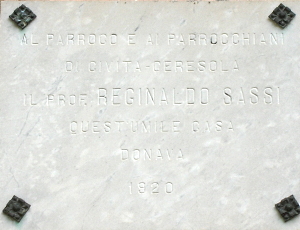 AL PARROCO E AI PARROCCHIANI
DI CIVITA-CERESOLA
IL PROF. REGINALDO SASSI
QUEST'UMILE CASA
DONAVA
1920